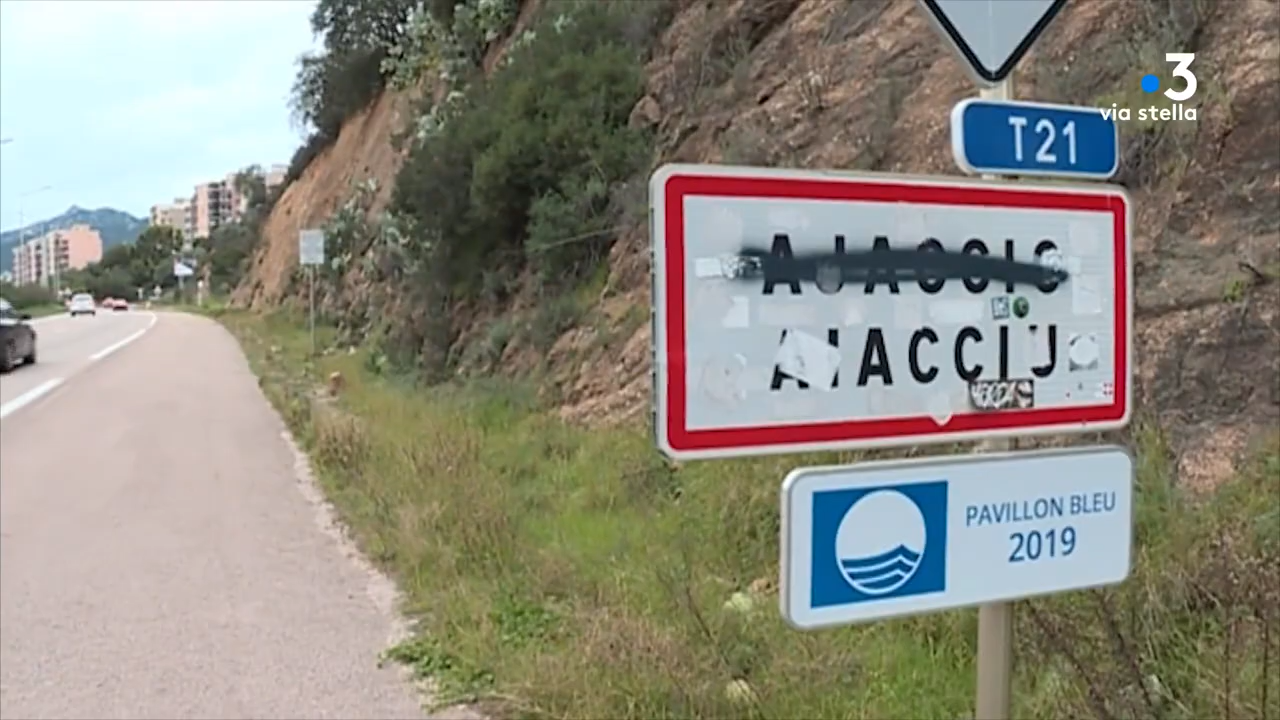 3
via stella
T21
AJACCIO
AIACCIU
PAVILLON BLEU
2019